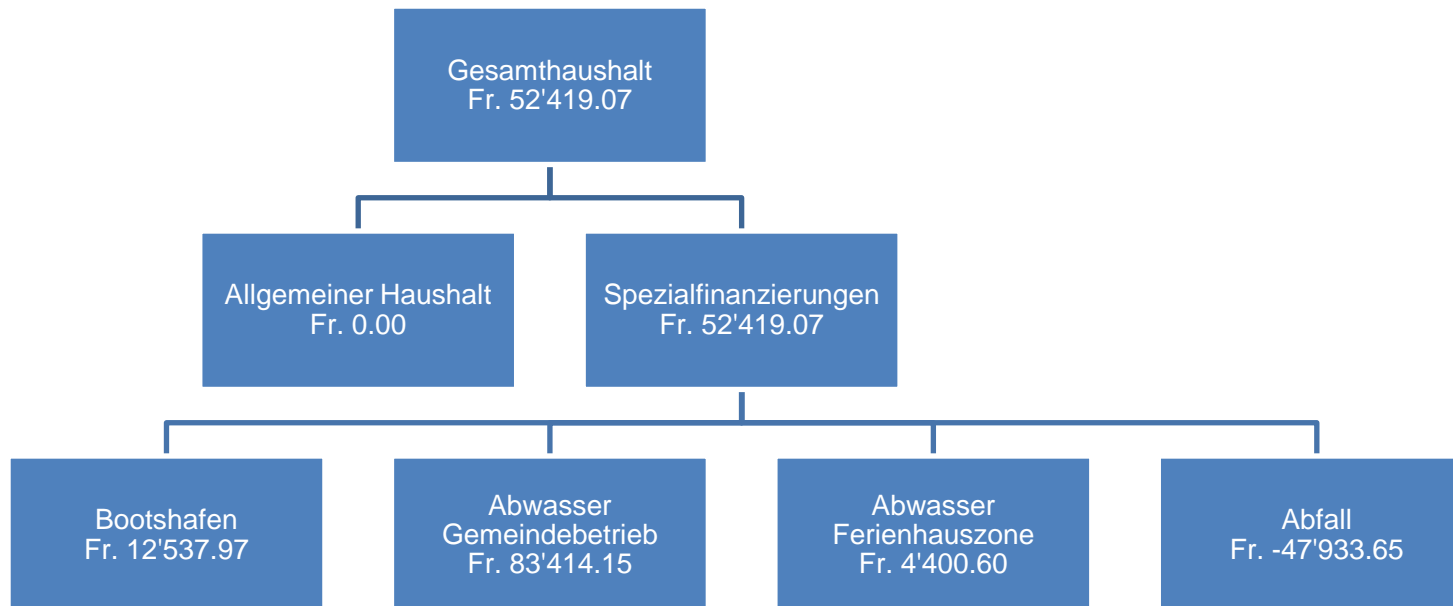 Gesamthaushalt
Fr. 52'419.07
Allgemeiner Haushalt
Fr. 0.00
Spezialfinanzierungen
Fr. 52'419.07
Bootshafen
Fr. 12'537.97
Abwasser
Gemeindebetrieb
Fr. 83'414.15
Abwasser
Ferienhauszone
Fr. 4'400.60
Abfall
Fr. -47'933.65